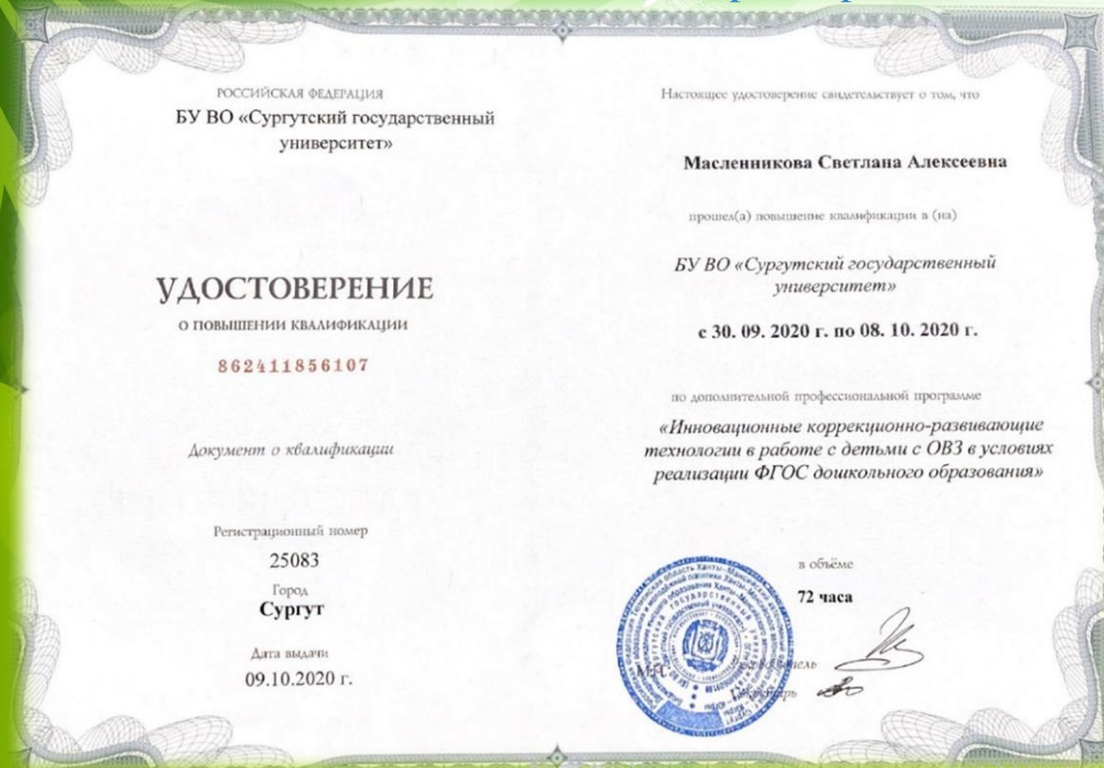 РОССИЙСКАЯ ФЕДЕРАЦИЯ
БУ ВО «Сургутский государственный
университет»
УДОСТОВЕРЕНИЕ
О ПОВЫШЕНИИ КВАЛИФИКАЦИИ
862411856107
Документ о квалификации
Регистрационный номер
25083
Город
Сургут
Дата выдачи
09.10.2020 г.
Настоящее удостоверение свидетельствует о том, что
Масленникова Светлана Алексеевна
прошел(а) повышение квалификации в (на)
БУ ВО «Сургутский государственный
университет»
с 30. 09. 2020 г. по 08. 10. 2020 г.
по дополнительной профессиональной программе
«Инновационные коррекционно-развивающие
технологии в работе с детьми с ОВЗ в условиях
реализации ФГОС дошкольного образования»
в объёме
72 часа
М.П.
Руководитель
Секретарь